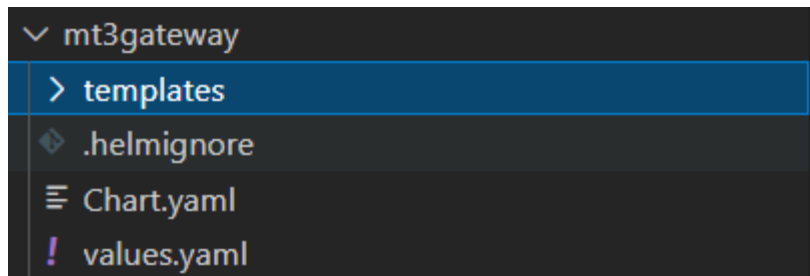 mt3gateway
templates
.helmignore
Chart.yaml
values.yaml